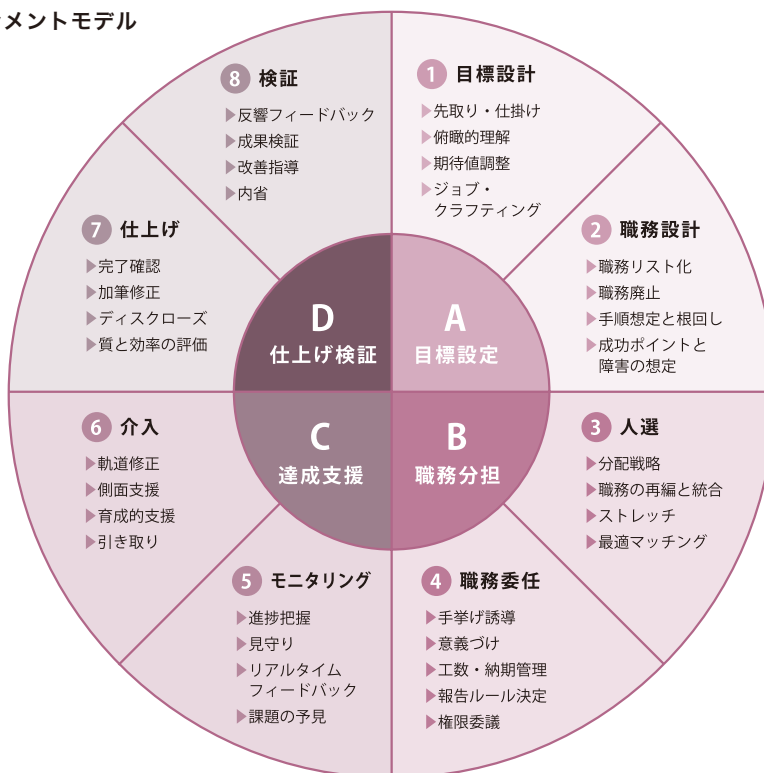 メントモデル
1 目標設計
▶先取り・仕掛け
▶俯瞰的理解
▶期待値調整
▶ジョブ・
クラフティング
2 職務設計
▶職務リスト化
▶職務廃止
▶手順想定と根回し
▶成功ポイントと
障害の想定
3 人選
▶分配戦略
▶職務の再編と統合
▶ストレッチ
▶最適マッチング
4 職務委任
▶手挙げ誘導
▶意義づけ
▶工数・納期管理
▶報告ルール決定
▶権限委議
5 モニタリング
▶進捗把握
▶見守り
▶リアルタイム
フィードバック
▶課題の予見
6 介入
▶軌道修正
▶側面支援
▶育成的支援
▶引き取り
7 仕上げ
▶完了確認
▶加筆修正
▶ディスクローズ
▶質と効率の評価
8 検証
▶反響フィードバック
▶成果検証
▶改善指導
▶内省
A
目標設定
B
職務分担
C
達成支援
D
仕上げ検証